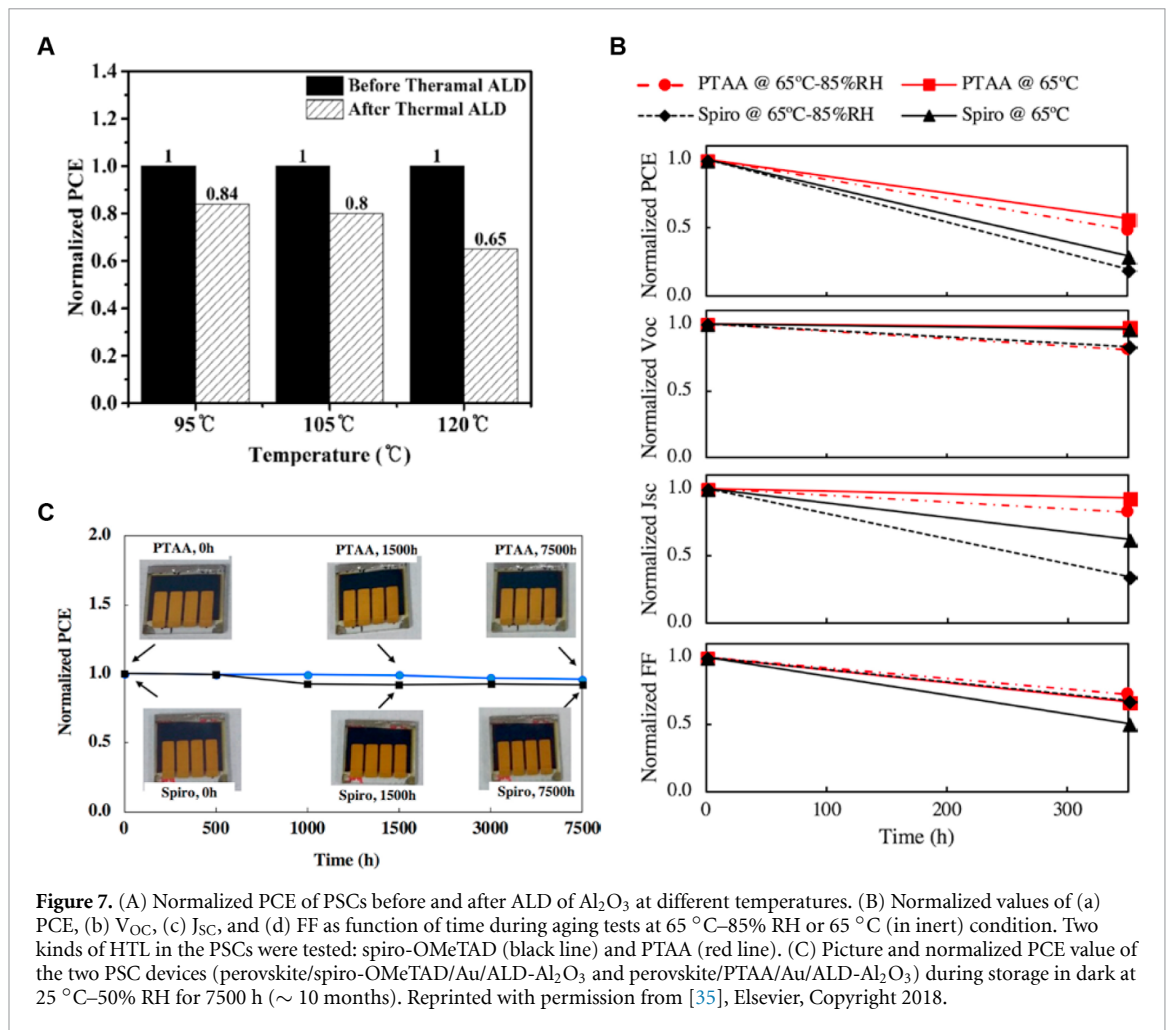 A
1.4
1.2
1.0
0.8
0.6
0.4
0.2
0.0
Normalized PCE
Before Theramal ALD
After Thermal ALD
1
0.84
1
0.8
1
0.65
95℃
105℃
120℃
Temperature (℃)
B
PTAA @ 65ºC-85%RH
PTAA @ 65ºC
Spiro @ 65ºC-85%RH
Spiro @ 65ºC
Normalized PCE
1.0
0.5
0.0
Normalized Voc
1.0
0.5
0.0
Normalized Jsc
1.0
0.5
0.0
Normalized FF
1.0
0.5
0.0
0
100
200
300
Time (h)
C
2.0
1.5
1.0
0.5
0.0
Normalized PCE
PTAA, 0h
PTAA, 1500h
PTAA, 7500h
Spiro, 0h
Spiro, 1500h
Spiro, 7500h
0
500
1000
1500
3000
7500
Time (h)
Figure 7. (A) Normalized PCE of PSCs before and after ALD of Al₂O₃ at different temperatures. (B) Normalized values of (a)
PCE, (b) V_OC, (c) J_SC, and (d) FF as function of time during aging tests at 65 °C–85% RH or 65 °C (in inert) condition. Two
kinds of HTL in the PSCs were tested: spiro-OMeTAD (black line) and PTAA (red line). (C) Picture and normalized PCE value of
the two PSC devices (perovskite/spiro-OMeTAD/Au/ALD-Al₂O₃ and perovskite/PTAA/Au/ALD-Al₂O₃) during storage in dark at
25 °C–50% RH for 7500 h (∼ 10 months). Reprinted with permission from [35], Elsevier, Copyright 2018.